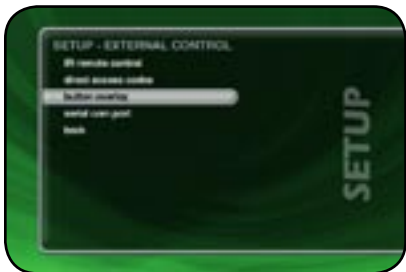 SETUP - EXTERNAL CONTROL
IR remote control
direct access codes
button overlay
serial com port
back
SETUP